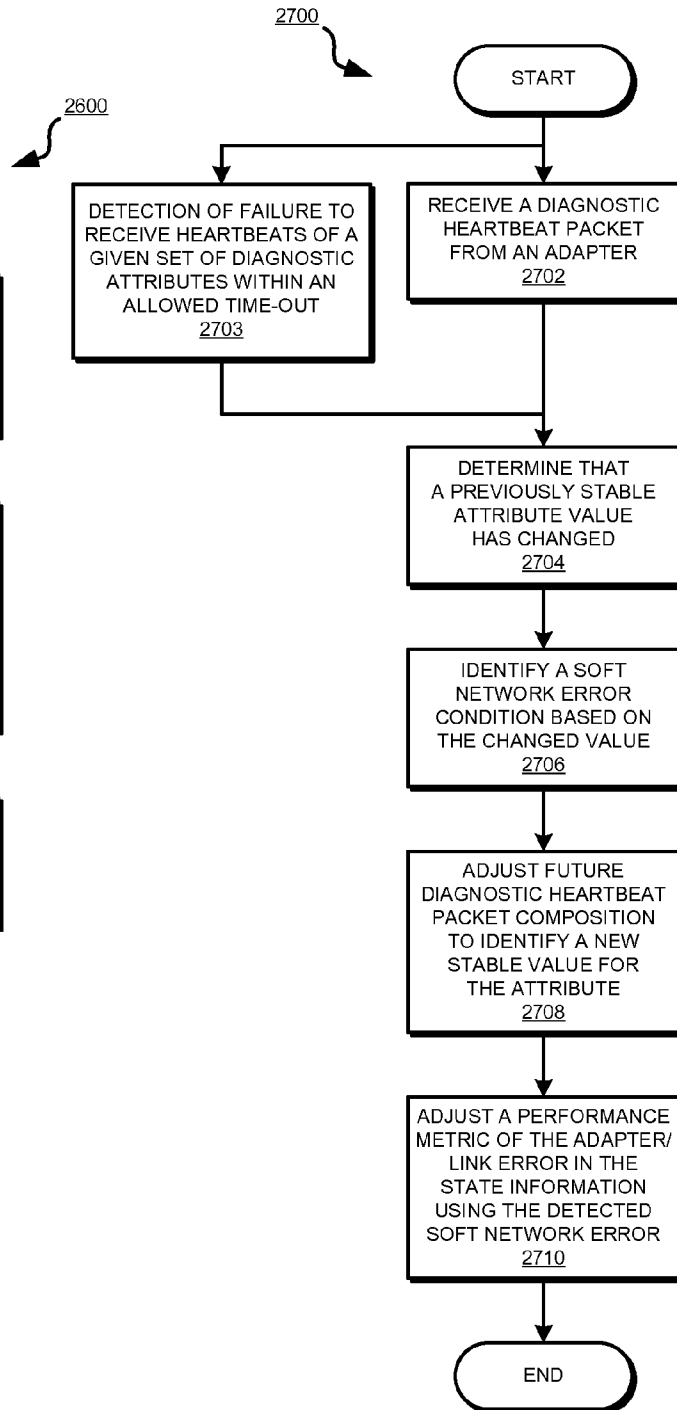 2700
START
2600
DETECTION OF FAILURE TO
RECEIVE HEARTBEATS OF A
GIVEN SET OF DIAGNOSTIC
ATTRIBUTES WITHIN AN
ALLOWED TIME-OUT
2703
RECEIVE A DIAGNOSTIC
HEARTBEAT PACKET
FROM AN ADAPTER
2702
DETERMINE THAT
A PREVIOUSLY STABLE
ATTRIBUTE VALUE
HAS CHANGED
2704
IDENTIFY A SOFT
NETWORK ERROR
CONDITION BASED ON
THE CHANGED VALUE
2706
ADJUST FUTURE
DIAGNOSTIC HEARTBEAT
PACKET COMPOSITION
TO IDENTIFY A NEW
STABLE VALUE FOR
THE ATTRIBUTE
2708
ADJUST A PERFORMANCE
METRIC OF THE ADAPTER/
LINK ERROR IN THE
STATE INFORMATION
USING THE DETECTED
SOFT NETWORK ERROR
2710
END